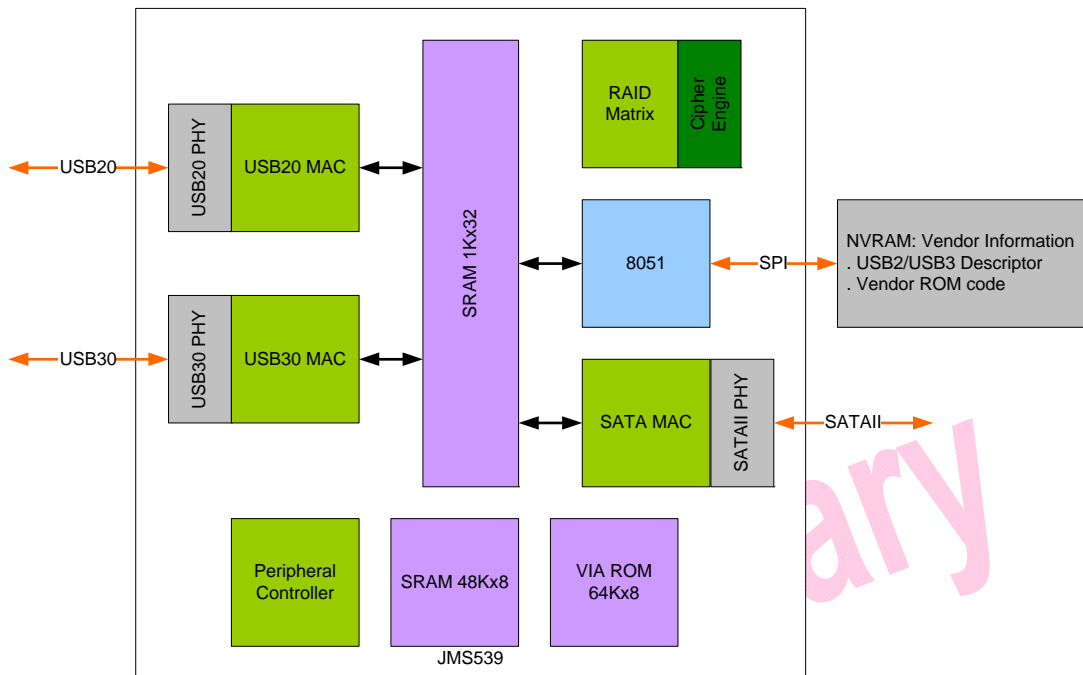 RAID
Matrix
Cipher
Engine
USB20
USB20 PHY
USB20 MAC
SRAM 1Kx32
8051
SPI
NVRAM: Vendor Information
. USB2/USB3 Descriptor
. Vendor ROM code
USB30
USB30 PHY
USB30 MAC
SATA MAC
SATAII PHY
SATAII
ary
Peripheral
Controller
SRAM 48Kx8
VIA ROM
64Kx8
JMS539